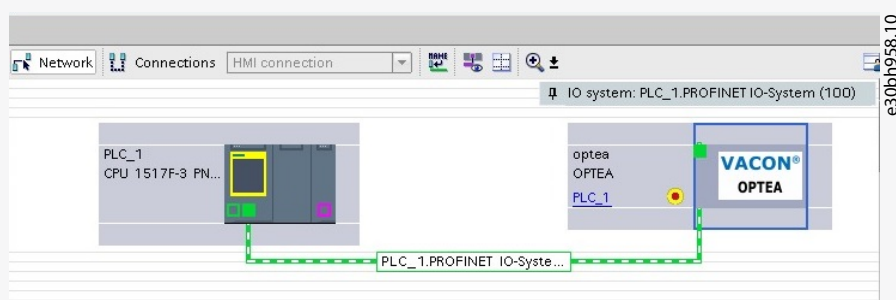 Network Connections HMI connection
IO system: PLC_1.PROFINET IO-System (100)
PLC_1
CPU 1517F-3 PN...
optea
OPTEA
PLC_1
VACON®
OPTEA
PLC_1.PROFINET IO-Syste...
e30bh958.10